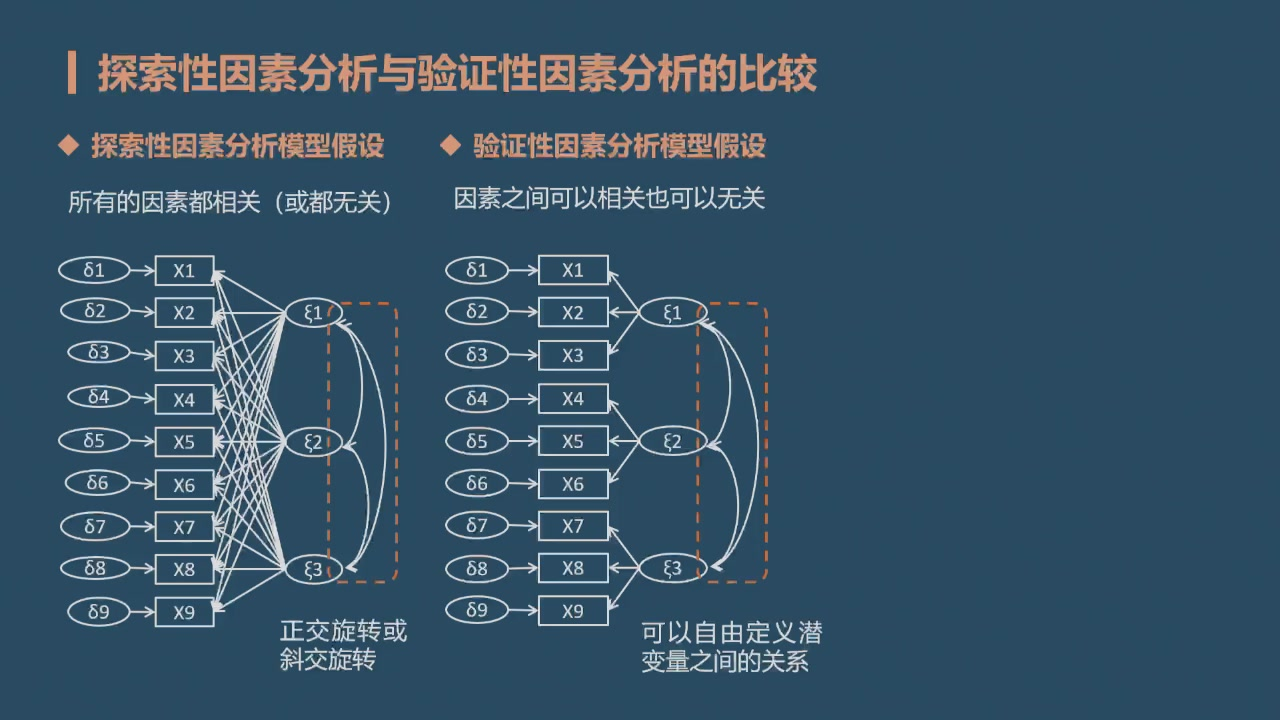 探索性因素分析与验证性因素分析的比较
◆ 探索性因素分析模型假设
所有的因素都相关（或都无关）
δ1 X1
δ2 X2
δ3 X3
δ4 X4
δ5 X5
δ6 X6
δ7 X7
δ8 X8
δ9 X9
ξ1
ξ2
ξ3
正交旋转或
斜交旋转
◆ 验证性因素分析模型假设
因素之间可以相关也可以无关
δ1 X1
δ2 X2
δ3 X3
δ4 X4
δ5 X5
δ6 X6
δ7 X7
δ8 X8
δ9 X9
ξ1
ξ2
ξ3
可以自由定义潜
变量之间的关系